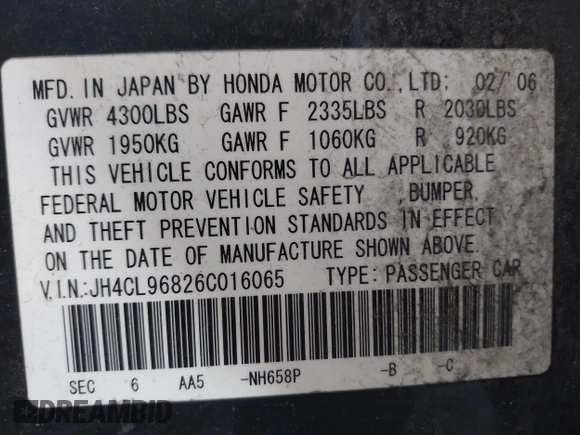 MFD. IN JAPAN BY HONDA MOTOR CO.,LTD: 02/'06
GVWR 4300LBS GAWR F 2335LBS R 2030LBS
GVWR 1950KG GAWR F 1060KG R 920KG
THIS VEHICLE CONFORMS TO ALL APPLICABLE
FEDERAL MOTOR VEHICLE SAFETY ,BUMPER,
AND THEFT PREVENTION STANDARDS IN EFFECT
ON THE DATE OF MANUFACTURE SHOWN ABOVE.
V.I.N.:JH4CL96826C016065 TYPE: PASSENGER CAR
SEC 6 AA5 -NH658P -B -C
DREAMBID